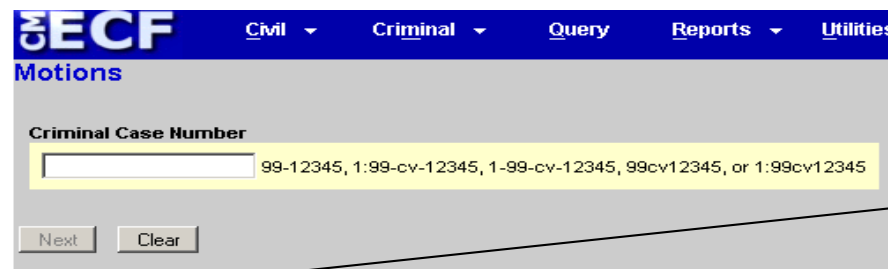 CM ECF Civil Criminal Query Reports Utilities
Motions
Criminal Case Number
99-12345, 1:99-cv-12345, 1-99-cv-12345, 99cv12345, or 1:99cv12345
Next Clear